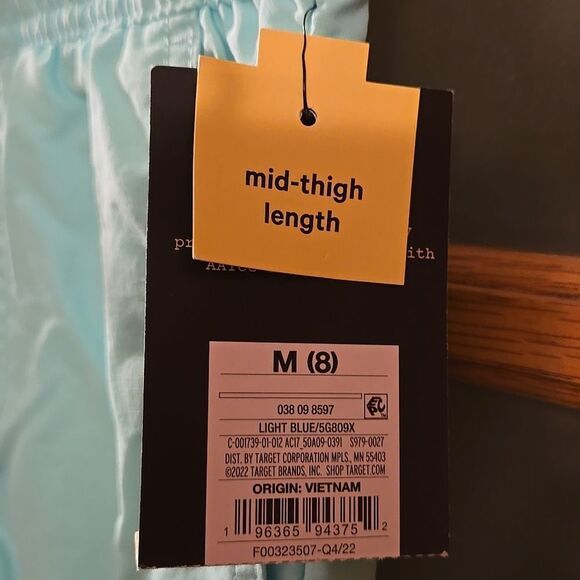 mid-thigh
length
M (8)
038 09 8597
LIGHT BLUE/5G809X
C-001739-01-012 AC17_50A09-0391 S979-0027
DIST. BY TARGET CORPORATION MPLS., MN 55403
©2022 TARGET BRANDS, INC. SHOP TARGET.COM
ORIGIN: VIETNAM
1 96365 94375 2
F00323507-Q4/22